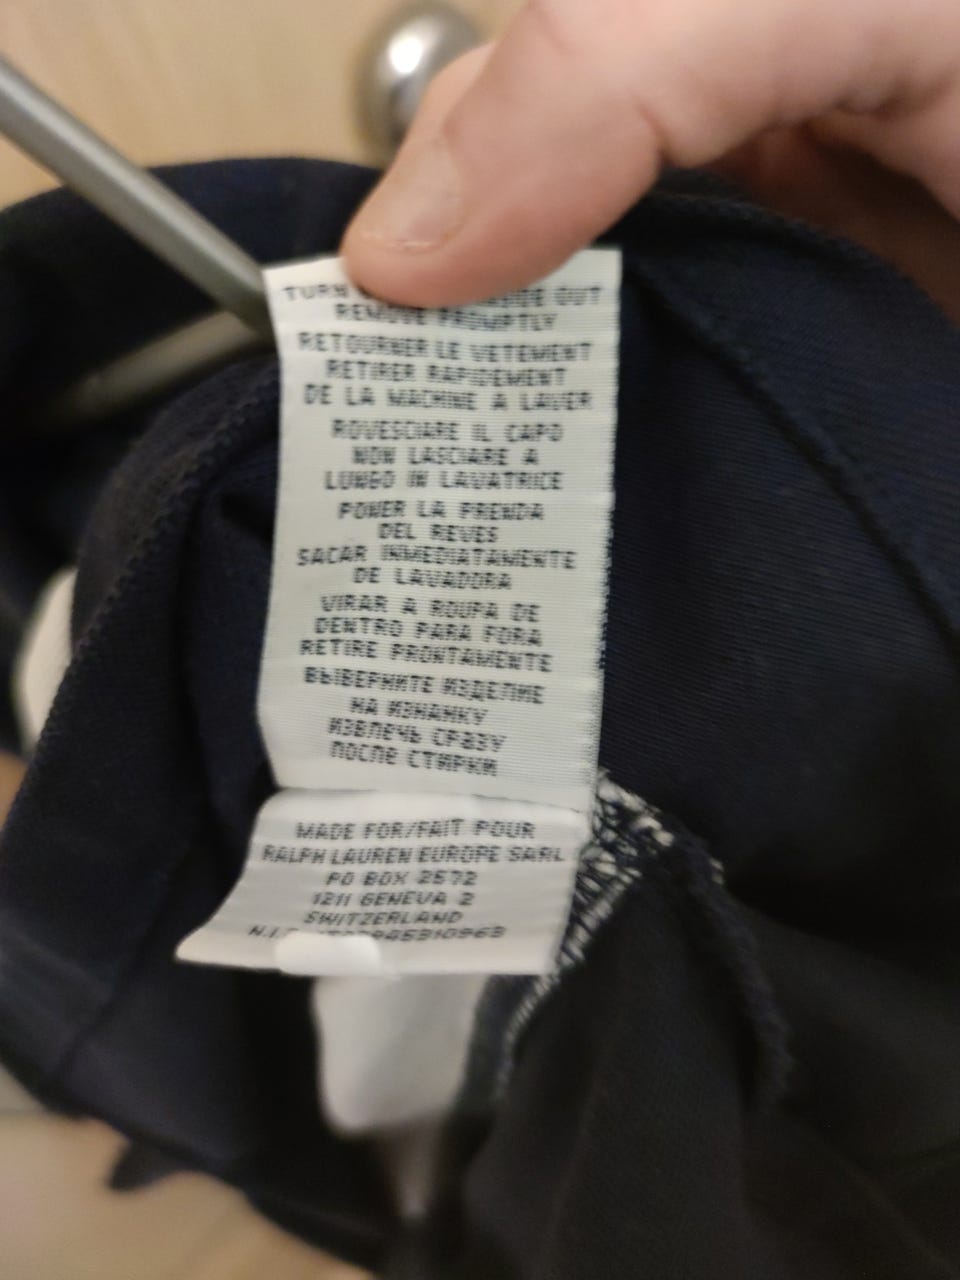 TURN INSIDE OUT
REMOVE PROMPTLY
RETOURNER LE VETEMENT
RETIRER RAPIDEMENT
DE LA MACHINE A LAVER
ROVESCIARE IL CAPO
NON LASCIARE A
LUNGO IN LAVATRICE
PONER LA PRENDA
DEL REVES
SACAR INMEDIATAMENTE
DE LAVADORA
VIRAR A ROUPA DE
DENTRO PARA FORA
RETIRE PRONTAMENTE
ВЫВЕРНИТЕ ИЗДЕЛИЕ
НА ИЗНАНКУ
ИЗВЛЕЧЬ СРАЗУ
ПОСЛЕ СТИРКИ
MADE FOR/FAIT POUR
RALPH LAUREN EUROPE SARL
PO BOX 2572
1211 GENEVA 2
SWITZERLAND